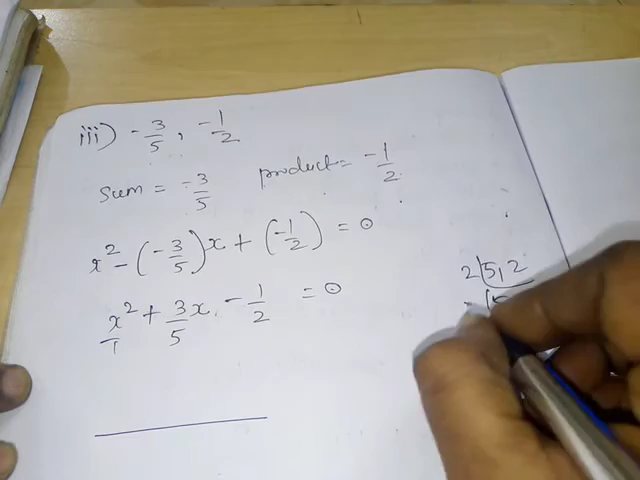 iii) -3/5, -1/2
Sum = -3/5 product = -1/2
x² - (-3/5)x + (-1/2) = 0
x²/1 + 3/5 x - 1/2 = 0
2 | 5, 2